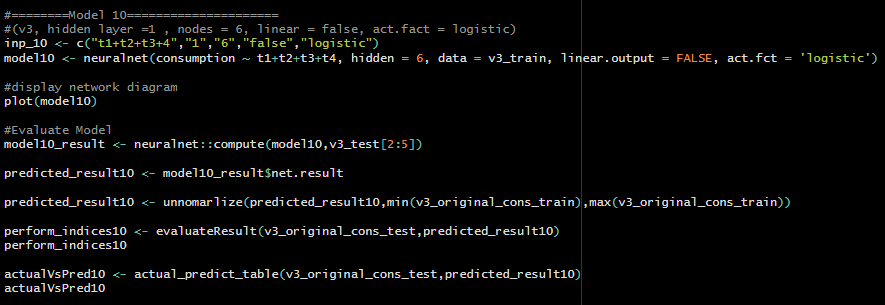 #========Model 10=====================
#(v3, hidden layer =1 , nodes = 6, linear = false, act.fact = logistic)
inp_10 <- c("t1+t2+t3+4","1","6","false","logistic")
model10 <- neuralnet(consumption ~ t1+t2+t3+t4, hidden = 6, data = v3_train, linear.output = FALSE, act.fct = 'logistic')
#display network diagram
plot(model10)
#Evaluate Model
model10_result <- neuralnet::compute(model10,v3_test[2:5])
predicted_result10 <- model10_result$net.result
predicted_result10 <- unnomarlize(predicted_result10,min(v3_original_cons_train),max(v3_original_cons_train))
perform_indices10 <- evaluateResult(v3_original_cons_test,predicted_result10)
perform_indices10
actualVsPred10 <- actual_predict_table(v3_original_cons_test,predicted_result10)
actualVsPred10